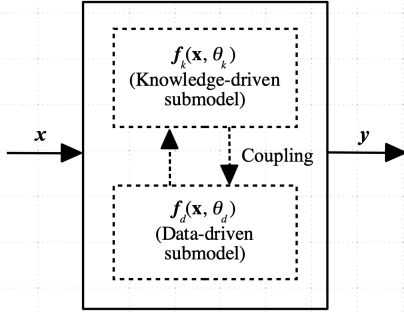 f_k(x, θ_k)
(Knowledge-driven
submodel)
x
y
Coupling
f_d(x, θ_d)
(Data-driven
submodel)